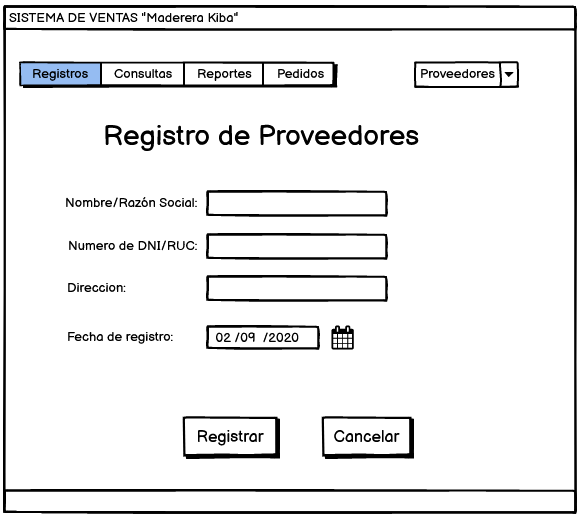 SISTEMA DE VENTAS "Maderera Kiba"
Registros Consultas Reportes Pedidos Proveedores
Registro de Proveedores
Nombre/Razón Social:
Numero de DNI/RUC:
Direccion:
Fecha de registro: 02 /09 /2020
Registrar Cancelar